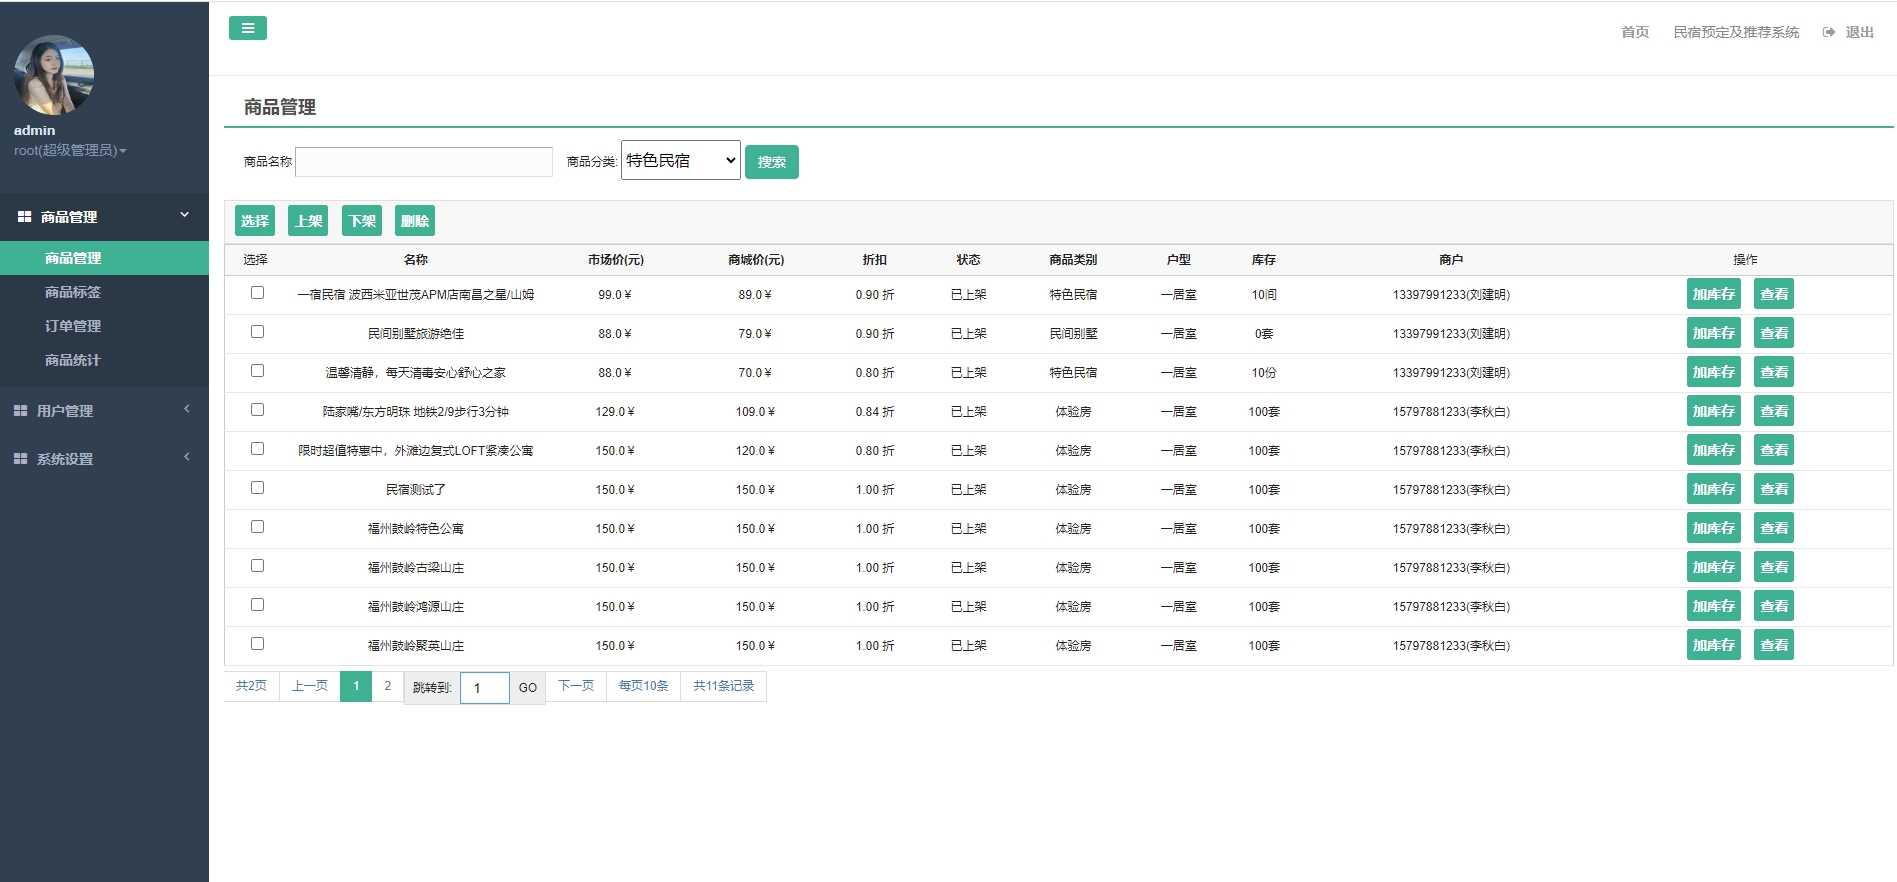 首页 民宿预定及推荐系统 退出
admin
root(超级管理员)
商品管理
商品管理
商品标签
订单管理
商品统计
用户管理
系统设置
商品管理
商品名称 商品分类: 特色民宿 搜索
选择 上架 下架 删除
选择 名称 市场价(元) 商城价(元) 折扣 状态 商品类别 户型 库存 商户 操作
一宿民宿 波西米亚世茂APM店南昌之星/山姆 99.0 ¥ 89.0 ¥ 0.90 折 已上架 特色民宿 一居室 10间 13397991233(刘建明) 加库存 查看
民间别墅旅游绝佳 88.0 ¥ 79.0 ¥ 0.90 折 已上架 民间别墅 一居室 0套 13397991233(刘建明) 加库存 查看
温馨清静，每天清毒安心舒心之家 88.0 ¥ 70.0 ¥ 0.80 折 已上架 特色民宿 一居室 10份 13397991233(刘建明) 加库存 查看
陆家嘴/东方明珠 地铁2/9步行3分钟 129.0 ¥ 109.0 ¥ 0.84 折 已上架 体验房 一居室 100套 15797881233(李秋白) 加库存 查看
限时超值特惠中，外滩边复式LOFT紧凑公寓 150.0 ¥ 120.0 ¥ 0.80 折 已上架 体验房 一居室 100套 15797881233(李秋白) 加库存 查看
民宿测试了 150.0 ¥ 150.0 ¥ 1.00 折 已上架 体验房 一居室 100套 15797881233(李秋白) 加库存 查看
福州鼓岭特色公寓 150.0 ¥ 150.0 ¥ 1.00 折 已上架 体验房 一居室 100套 15797881233(李秋白) 加库存 查看
福州鼓岭古梁山庄 150.0 ¥ 150.0 ¥ 1.00 折 已上架 体验房 一居室 100套 15797881233(李秋白) 加库存 查看
福州鼓岭鸿源山庄 150.0 ¥ 150.0 ¥ 1.00 折 已上架 体验房 一居室 100套 15797881233(李秋白) 加库存 查看
福州鼓岭聚英山庄 150.0 ¥ 150.0 ¥ 1.00 折 已上架 体验房 一居室 100套 15797881233(李秋白) 加库存 查看
共2页 上一页 1 2 跳转到: 1 GO 下一页 每页10条 共11条记录